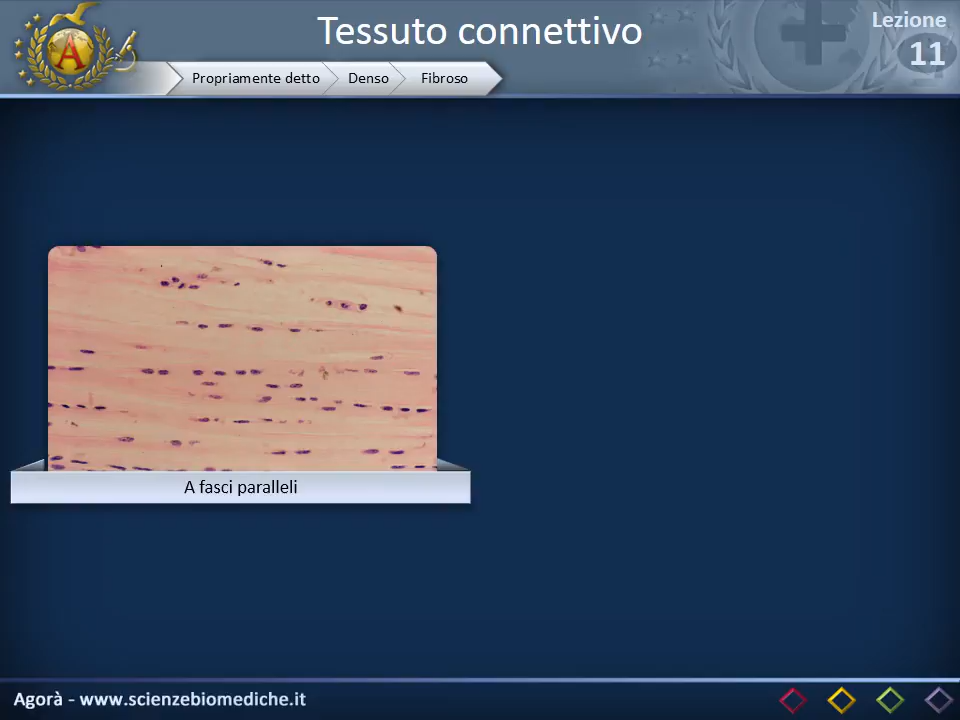 Tessuto connettivo
Lezione
11
A
Propriamente detto
Denso
Fibroso
A fasci paralleli
Agorà - www.scienzebiomediche.it